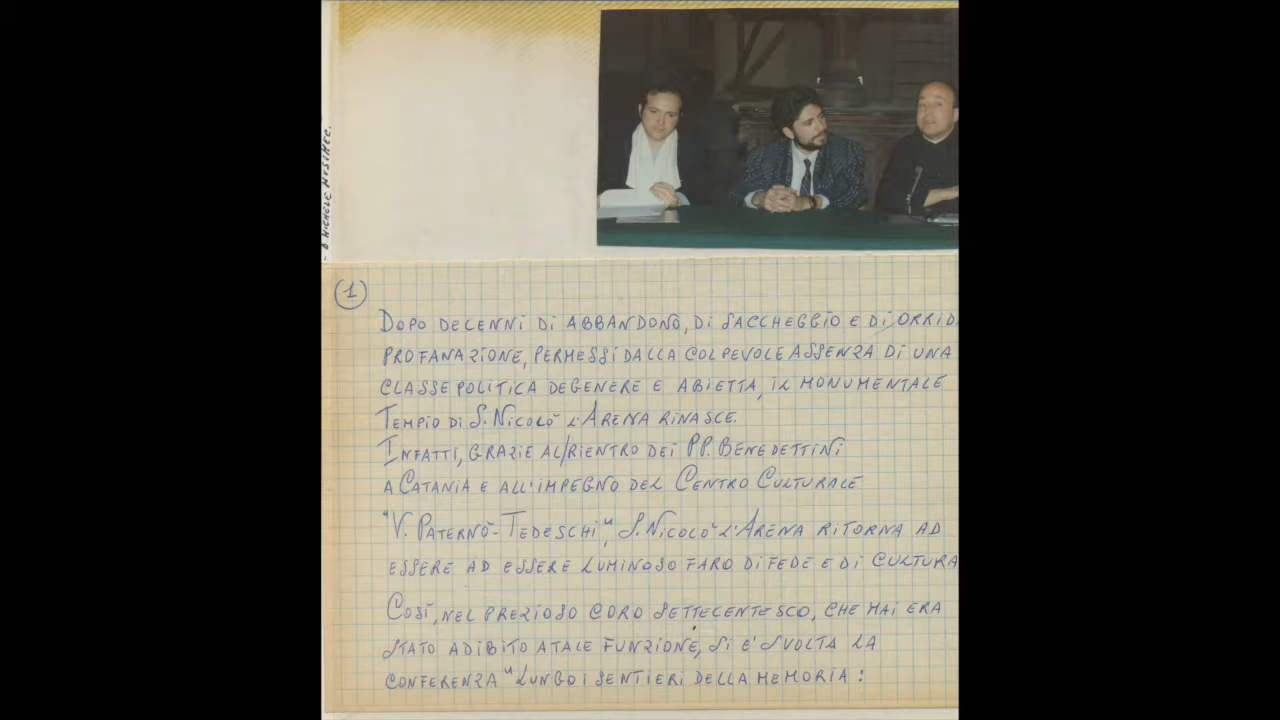 D. MICHELE MUSUMEC.
1
DOPO DECENNI DI ABBANDONO, DI SACCHEGGIO E DI ORRID
PROFANAZIONE, PERMESSI DALLA COLPEVOLE ASSENZA DI UNA
CLASSE POLITICA DEGENERE E ABIETTA, IL MONUMENTALE
TEMPIO DI S. NICOLÒ L'ARENA RINASCE.
INFATTI, GRAZIE AL RIENTRO DEI PP. BENEDETTINI
A CATANIA E ALL'IMPEGNO DEL CENTRO CULTURALE
"V. PATERNÒ-TEDESCHI", S. NICOLÒ L'ARENA RITORNA AD
ESSERE AD ESSERE LUMINOSO FARO DI FEDE E DI CULTURA
COSÌ, NEL PREZIOSO CORO SETTECENTESCO, CHE MAI ERA
STATO ADIBITO A TALE FUNZIONE, SI È SVOLTA LA
CONFERENZA "LUNGO I SENTIERI DELLA MEMORIA: